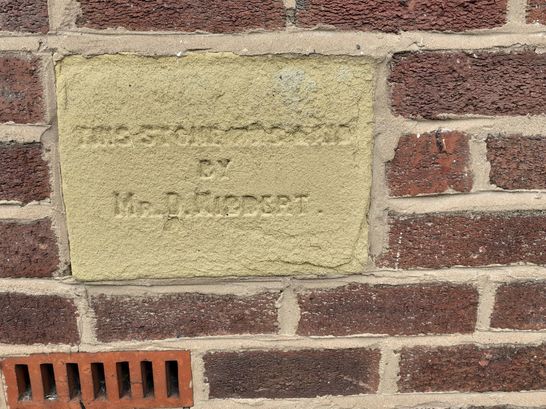 THIS STONE WAS LAID
BY
MR. D.